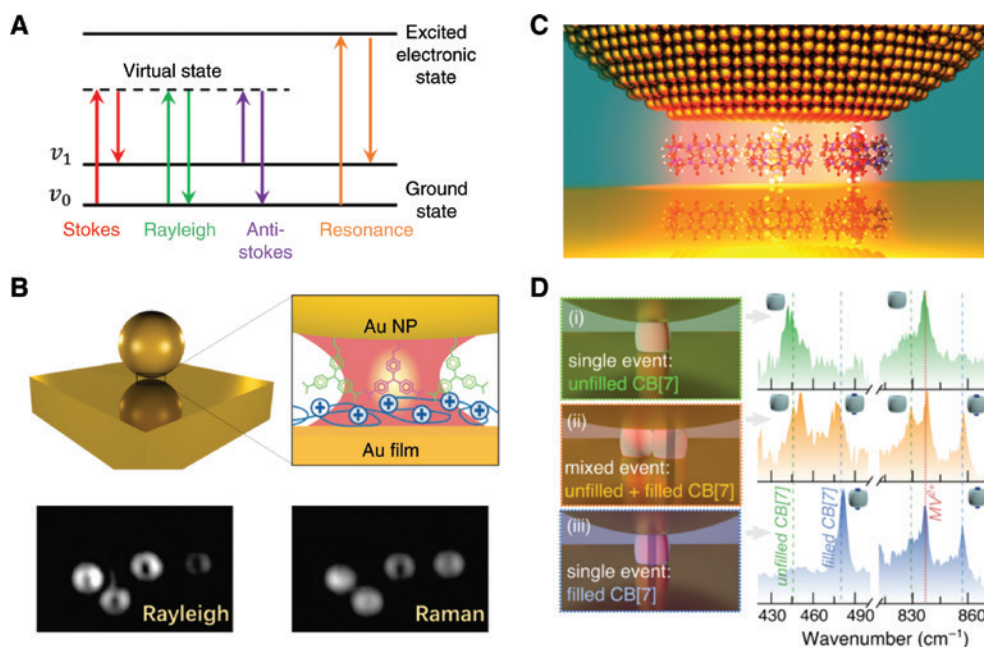 A
Excited
electronic
state
Virtual state
v₁
v₀
Ground
state
Stokes
Rayleigh
Anti-
stokes
Resonance
B
Au NP
Au film
Rayleigh
Raman
C
D
(i)
single event:
unfilled CB[7]
(ii)
mixed event:
unfilled + filled CB[7]
(iii)
single event:
filled CB[7]
unfilled CB[7]
filled CB[7]
MV²⁺
430 460 490 830 860
Wavenumber (cm⁻¹)